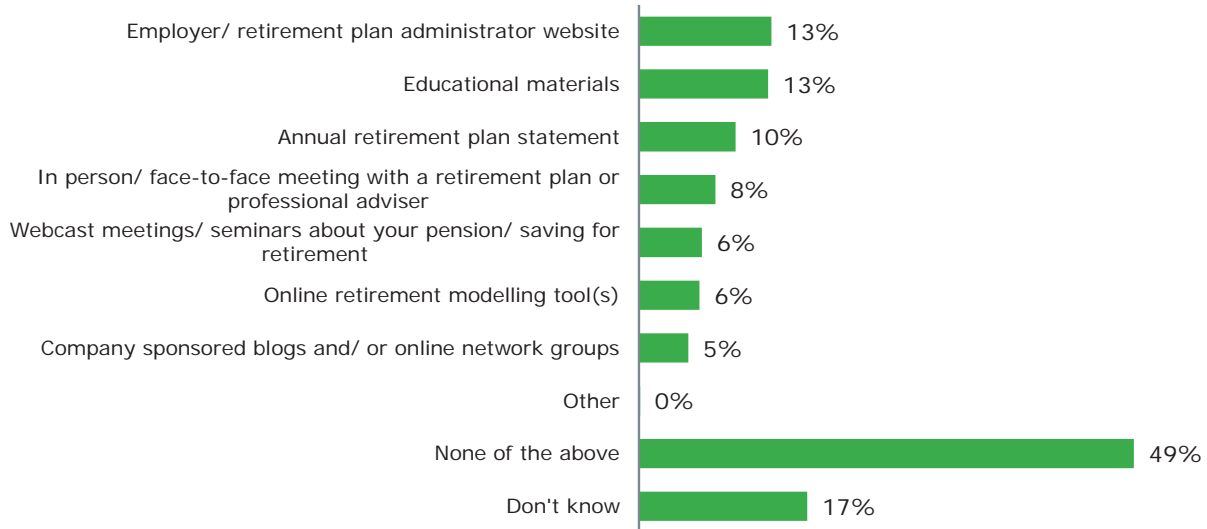 Employer/ retirement plan administrator website 13%
Educational materials 13%
Annual retirement plan statement 10%
In person/ face-to-face meeting with a retirement plan or
professional adviser 8%
Webcast meetings/ seminars about your pension/ saving for
retirement 6%
Online retirement modelling tool(s) 6%
Company sponsored blogs and/ or online network groups 5%
Other 0%
None of the above 49%
Don't know 17%